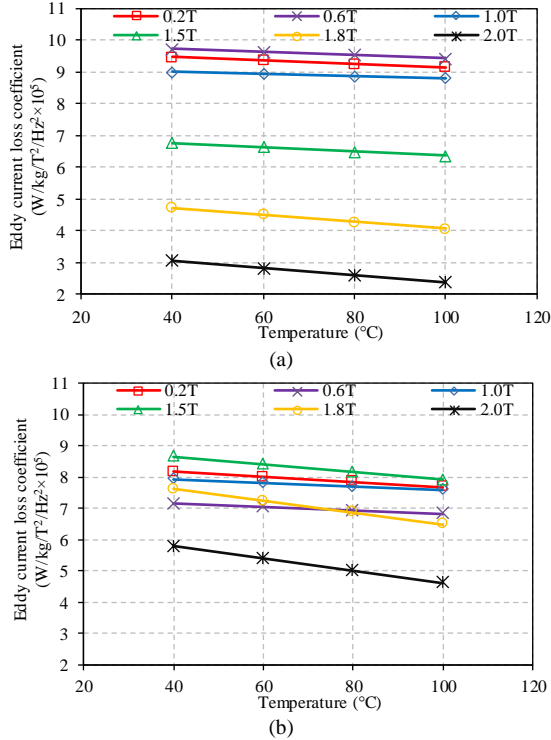 0.2T 0.6T 1.0T
1.5T 1.8T 2.0T
Eddy current loss coefficient
(W/kg/T²/Hz²×10⁵)
11
10
9
8
7
6
5
4
3
2
20 40 60 80 100 120
Temperature (°C)
(a)
0.2T 0.6T 1.0T
1.5T 1.8T 2.0T
Eddy current loss coefficient
(W/kg/T²/Hz²×10⁵)
11
10
9
8
7
6
5
4
3
2
20 40 60 80 100 120
Temperature (°C)
(b)